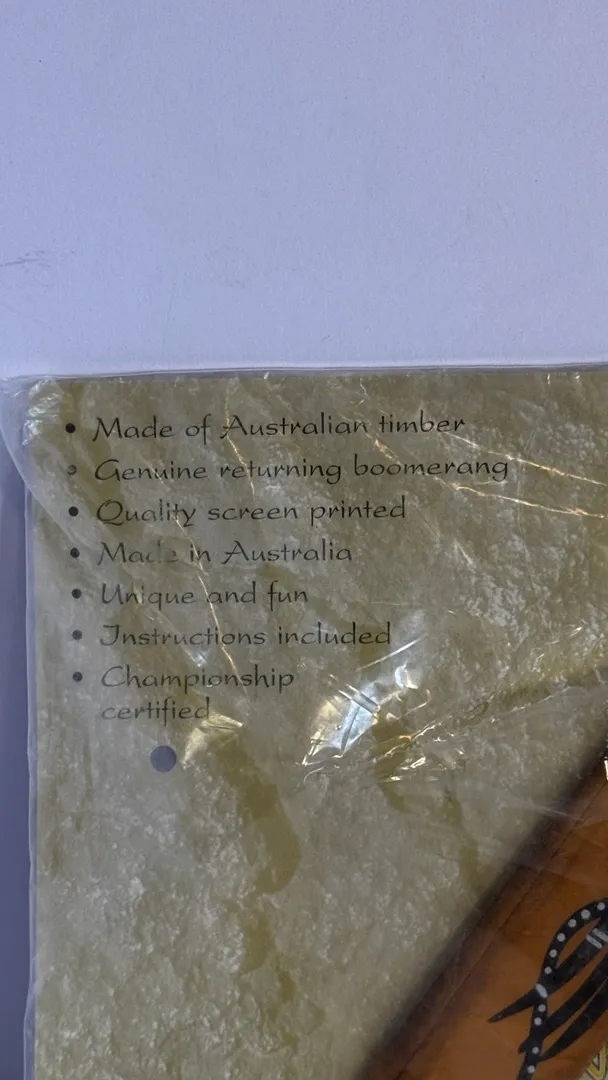 • Made of Australian timber
• Genuine returning boomerang
• Quality screen printed
• Made in Australia
• Unique and fun
• Instructions included
• Championship
certified